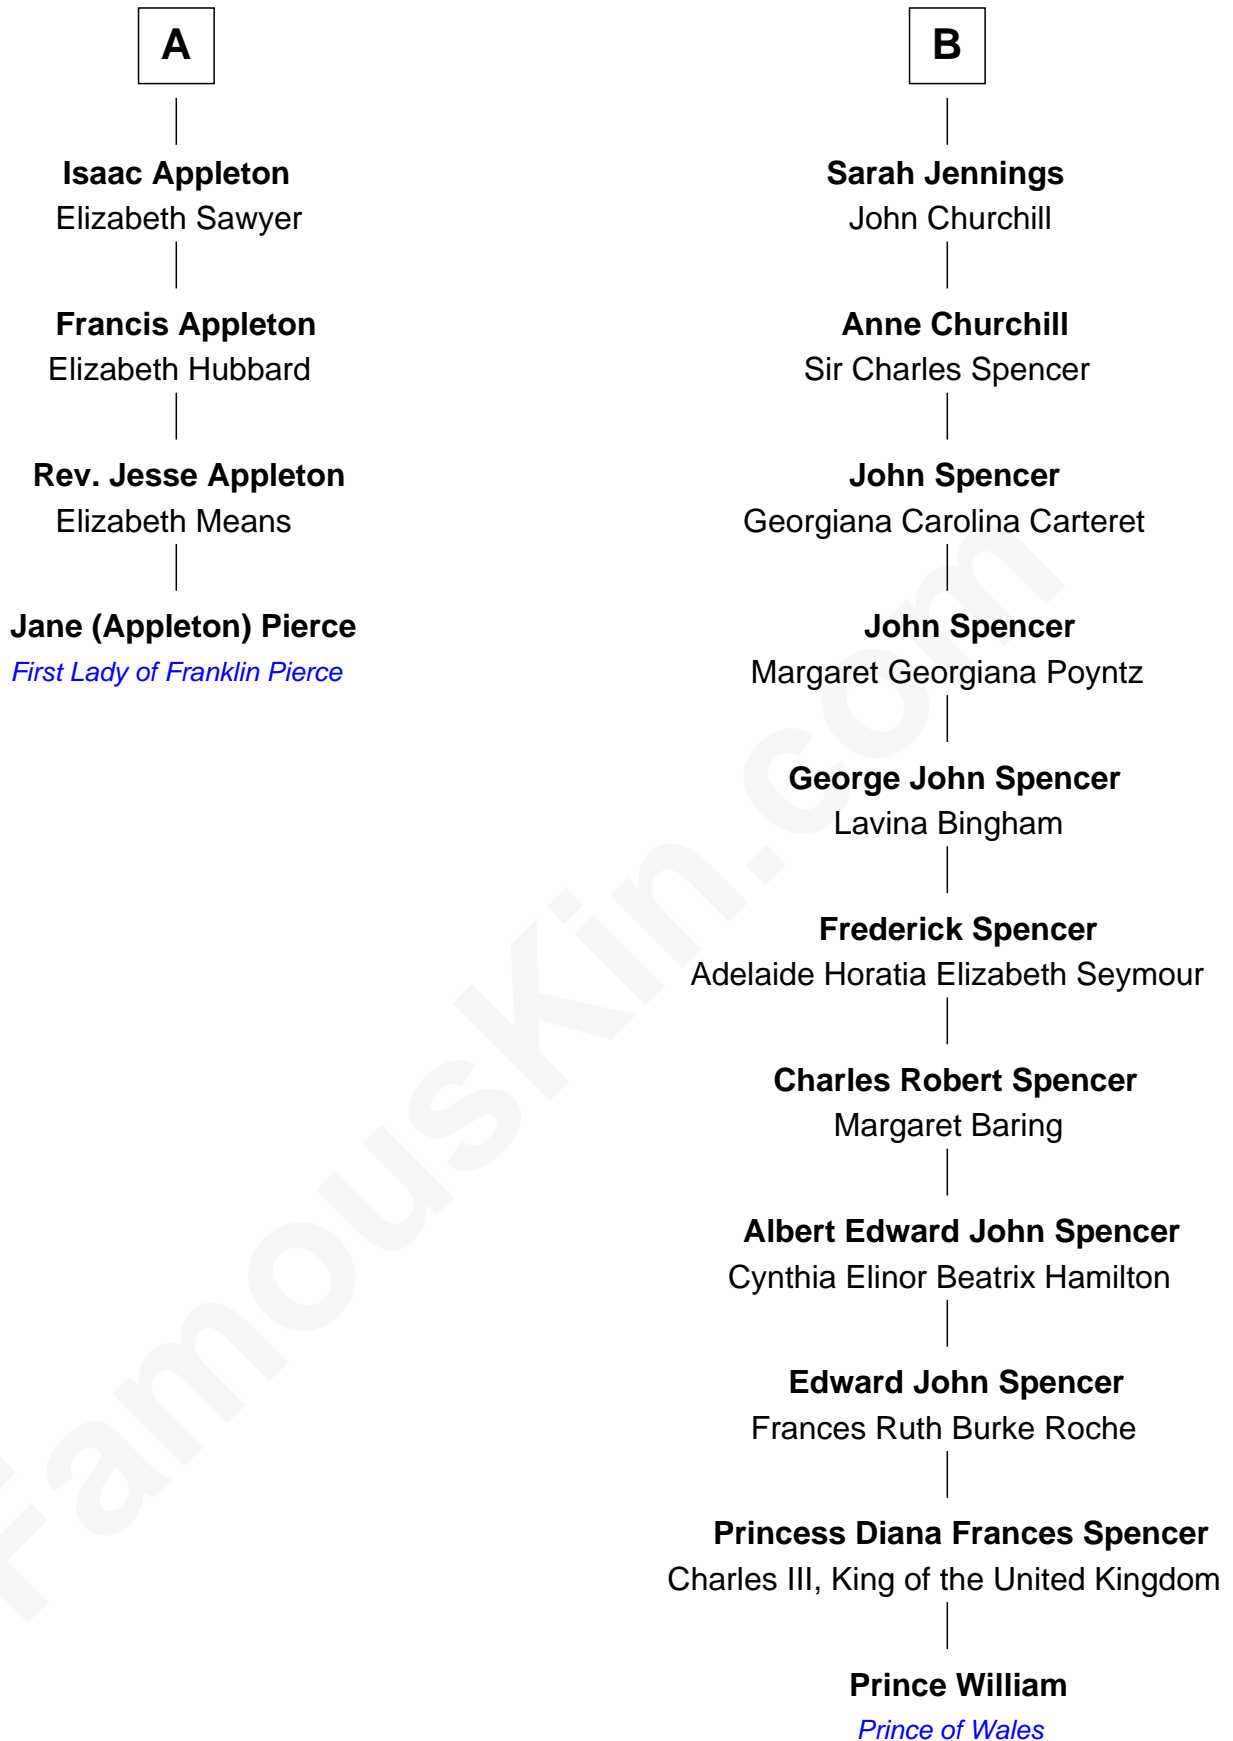 A
Isaac Appleton
Elizabeth Sawyer
Francis Appleton
Elizabeth Hubbard
Rev. Jesse Appleton
Elizabeth Means
Jane (Appleton) Pierce
First Lady of Franklin Pierce
B
Sarah Jennings
John Churchill
Anne Churchill
Sir Charles Spencer
John Spencer
Georgiana Carolina Carteret
John Spencer
Margaret Georgiana Poyntz
George John Spencer
Lavina Bingham
Frederick Spencer
Adelaide Horatia Elizabeth Seymour
Charles Robert Spencer
Margaret Baring
Albert Edward John Spencer
Cynthia Elinor Beatrix Hamilton
Edward John Spencer
Frances Ruth Burke Roche
Princess Diana Frances Spencer
Charles III, King of the United Kingdom
Prince William
Prince of Wales
FamousKin.com